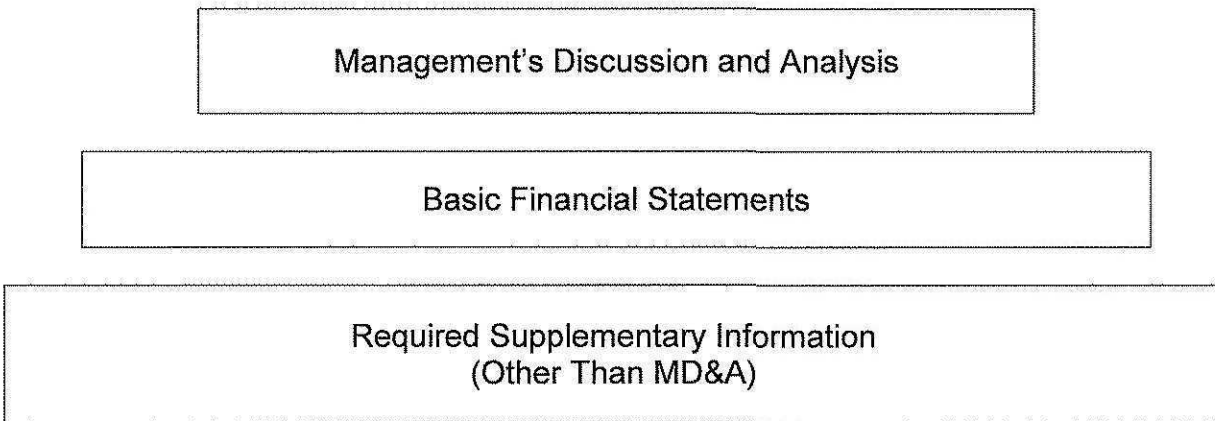 Management's Discussion and Analysis
Basic Financial Statements
Required Supplementary Information
(Other Than MD&A)